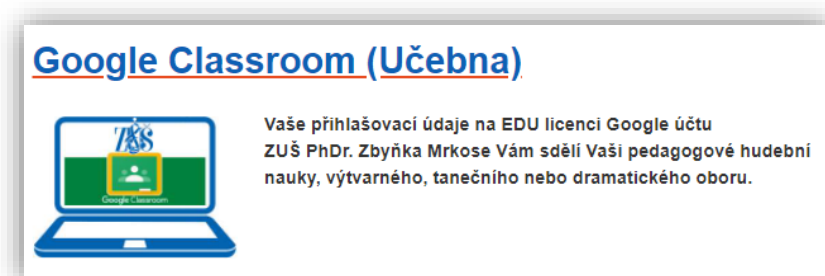 Google Classroom (Učebna)
ZUŠ
Google Classroom
Vaše přihlašovací údaje na EDU licenci Google účtu
ZUŠ PhDr. Zbyňka Mrkose Vám sdělí Vaši pedagogové hudební
nauky, výtvarného, tanečního nebo dramatického oboru.